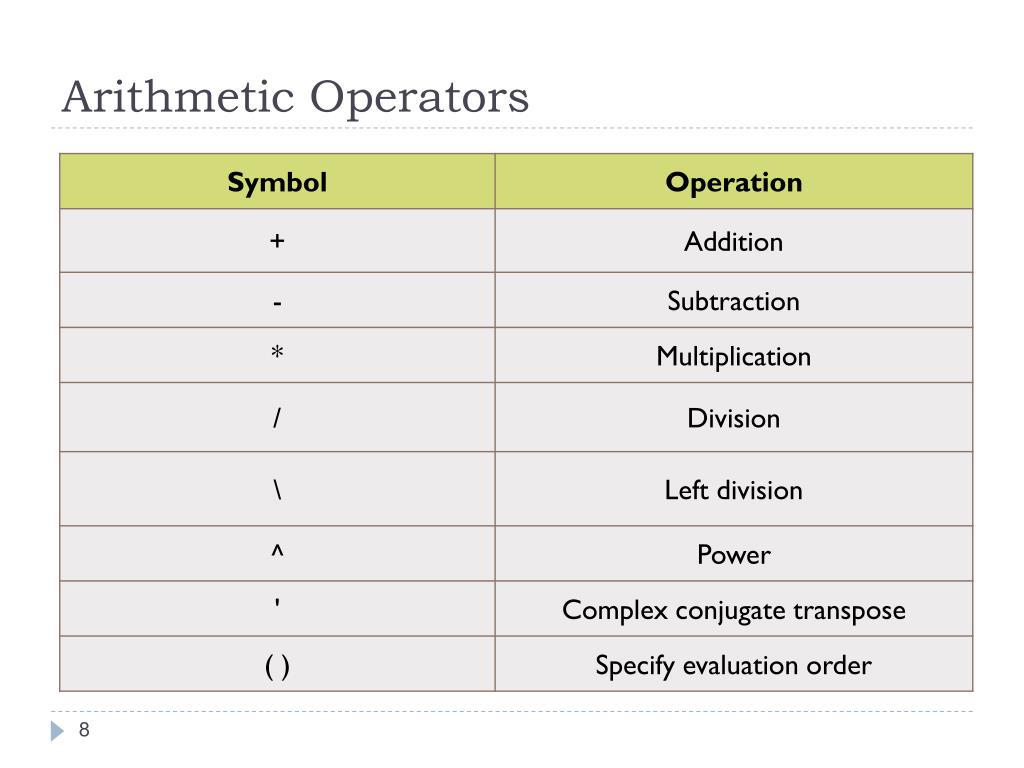 Arithmetic Operators
Symbol Operation
+ Addition
- Subtraction
* Multiplication
/ Division
\ Left division
^ Power
' Complex conjugate transpose
( ) Specify evaluation order
8